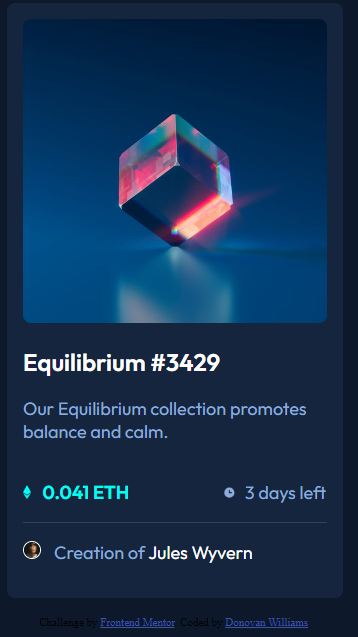 Equilibrium #3429
Our Equilibrium collection promotes
balance and calm.
0.041 ETH 3 days left
Creation of Jules Wyvern
Challenge by Frontend Mentor Coded by Donovan Williams